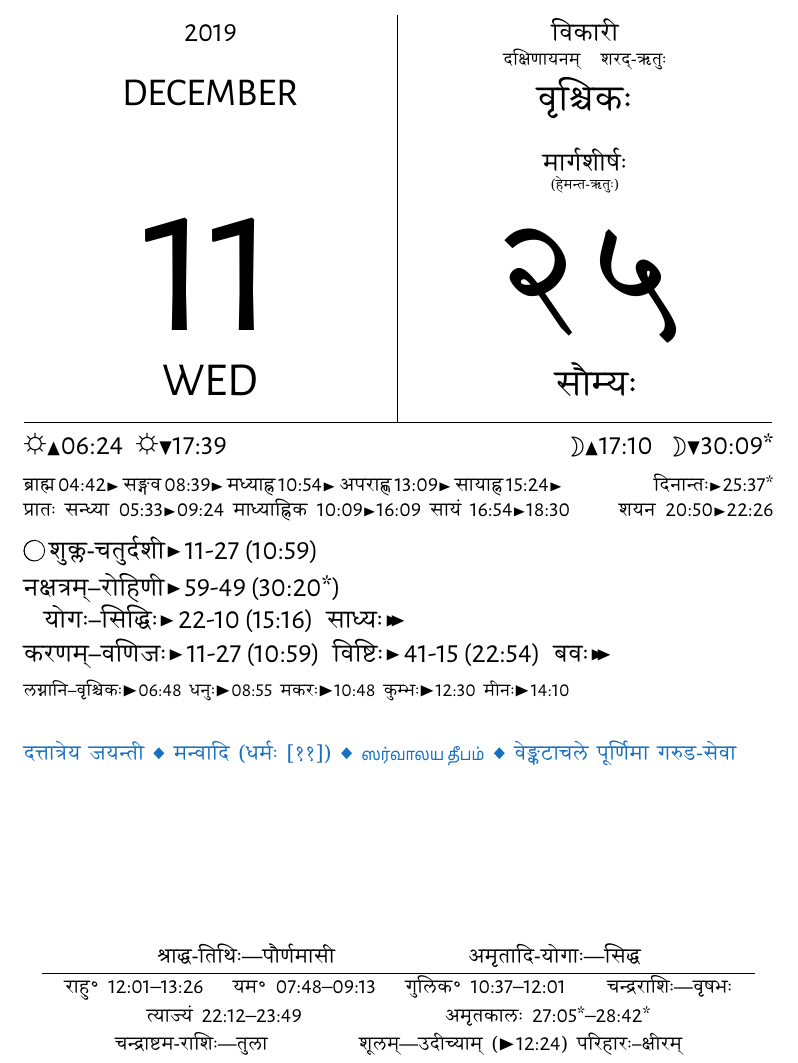 2019
DECEMBER
11
WED
विकारी
दक्षिणायनम् शरद्-ऋतुः
वृश्चिकः
मार्गशीर्षः
(हेमन्त-ऋतुः)
२५
सौम्यः
☼▲06:24 ☼▼17:39 ☽▲17:10 ☽▼30:09*
ब्राह्म 04:42► सङ्गव 08:39► मध्याह्न 10:54► अपराह्ण 13:09► सायाह्न 15:24► दिनान्तः►25:37*
प्रातः सन्ध्या 05:33►09:24 माध्याह्निक 10:09►16:09 सायं 16:54►18:30 शयन 20:50►22:26
◯ शुक्ल-चतुर्दशी►11-27 (10:59)
नक्षत्रम्–रोहिणी►59-49 (30:20*)
योगः–सिद्धिः►22-10 (15:16) साध्यः►►
करणम्–वणिजः►11-27 (10:59) विष्टिः►41-15 (22:54) बवः►►
लग्नानि–वृश्चिकः►06:48 धनुः►08:55 मकरः►10:48 कुम्भः►12:30 मीनः►14:10
दत्तात्रेय जयन्ती ◆ मन्वादि (धर्मः [११]) ◆ ஸர்வாலய தீபம் ◆ वेङ्कटाचले पूर्णिमा गरुड-सेवा
श्राद्ध-तिथिः—पौर्णमासी अमृतादि-योगाः—सिद्ध
राहु° 12:01–13:26 यम° 07:48–09:13 गुलिक° 10:37–12:01 चन्द्रराशिः—वृषभः
त्याज्यं 22:12–23:49 अमृतकालः 27:05*–28:42*
चन्द्राष्टम-राशिः—तुला शूलम्—उदीच्याम् (►12:24) परिहारः–क्षीरम्